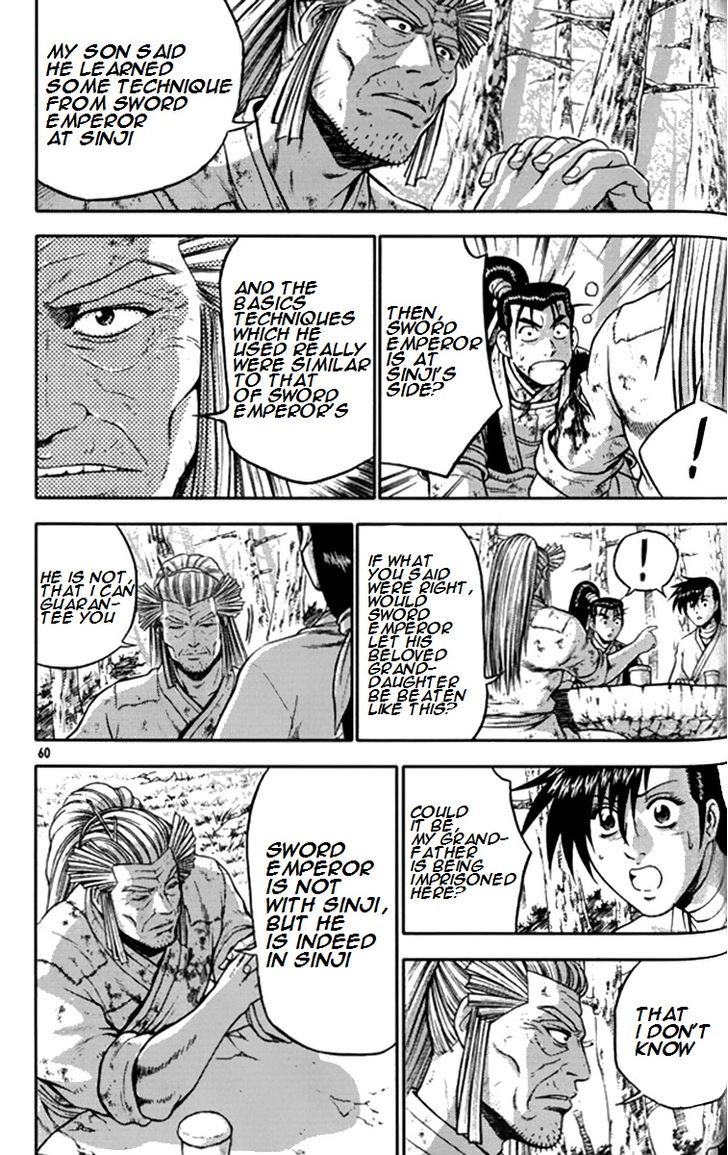 MY SON SAID
HE LEARNED
SOME TECHNIQUE
FROM SWORD
EMPEROR
AT SINJI
AND THE
BASICS
TECHNIQUES
WHICH HE
USED REALLY
WERE SIMILAR
TO THAT
OF SWORD
EMPEROR'S
THEN,
SWORD
EMPEROR
IS AT
SINJI'S
SIDE?
!
HE IS NOT,
THAT I CAN
GUARAN-
TEE YOU
IF WHAT
YOU SAID
WERE RIGHT,
WOULD
SWORD
EMPEROR
LET HIS
BELOVED
GRAND-
DAUGHTER
BE BEATEN
LIKE THIS?
!
60
SWORD
EMPEROR
IS NOT
WITH SINJI,
BUT HE
IS INDEED
IN SINJI
COULD
IT BE,
MY GRAND-
FATHER
IS BEING
IMPRISONED
HERE?
THAT
I DON'T
KNOW